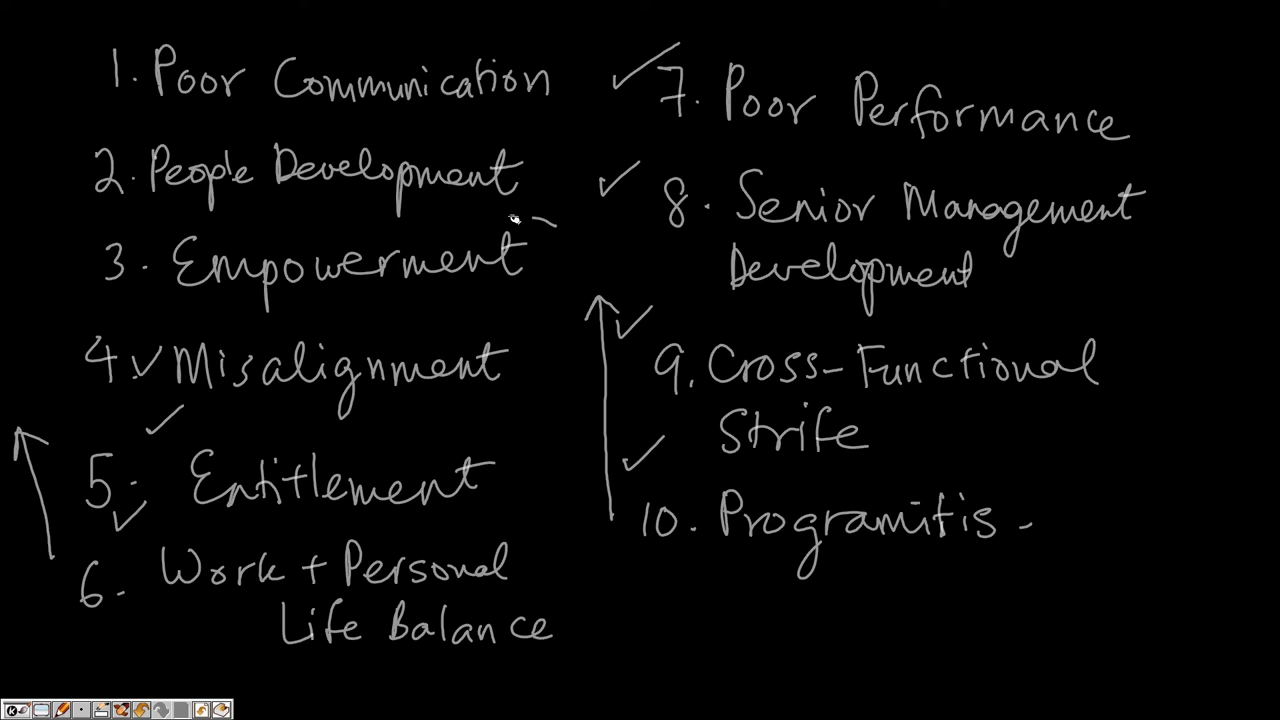 1. Poor Communication
2. People Development
3. Empowerment
4. Misalignment
5. Entitlement
6. Work + Personal
Life Balance
7. Poor Performance
8. Senior Management
Development
9. Cross-Functional
Strife
10. Programitis -